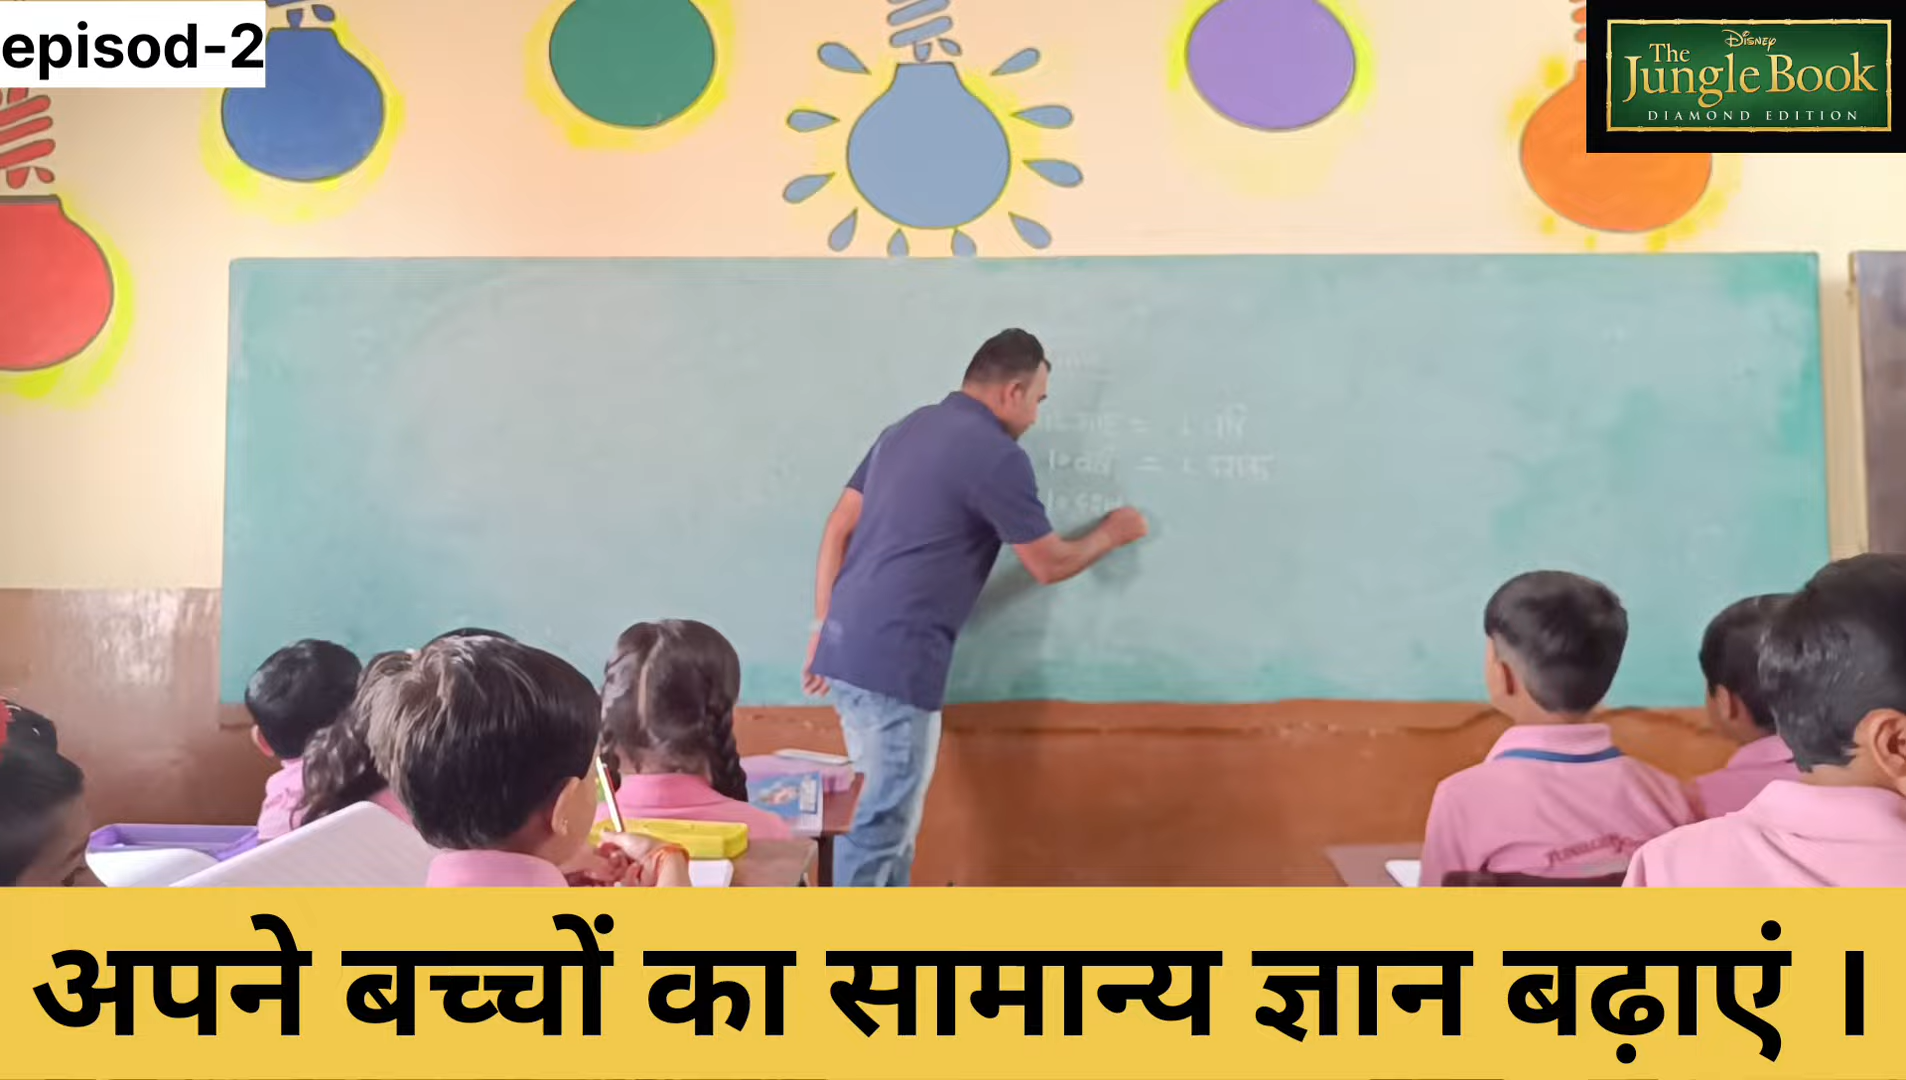 episod-2
Disney
The
Jungle Book
DIAMOND EDITION
अपने बच्चों का सामान्य ज्ञान बढ़ाएं ।